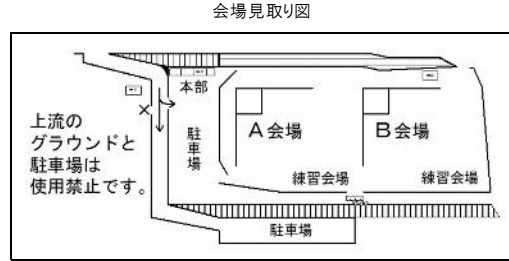 会場見取り図
本部
上流の
グラウンドと
駐車場は
使用禁止です。
駐車場
A会場
B会場
練習会場
練習会場
駐車場